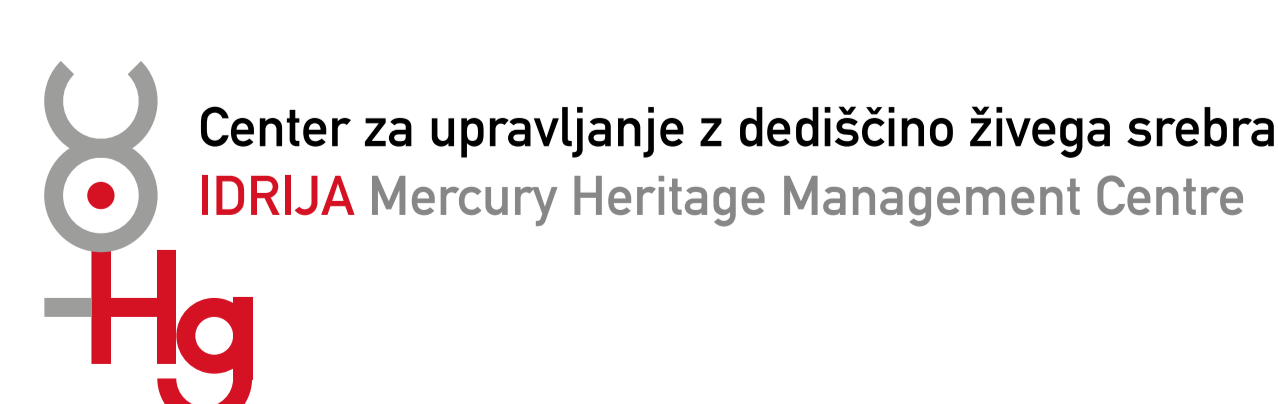 Center za upravljanje z dediščino živega srebra
IDRIJA Mercury Heritage Management Centre
Hg